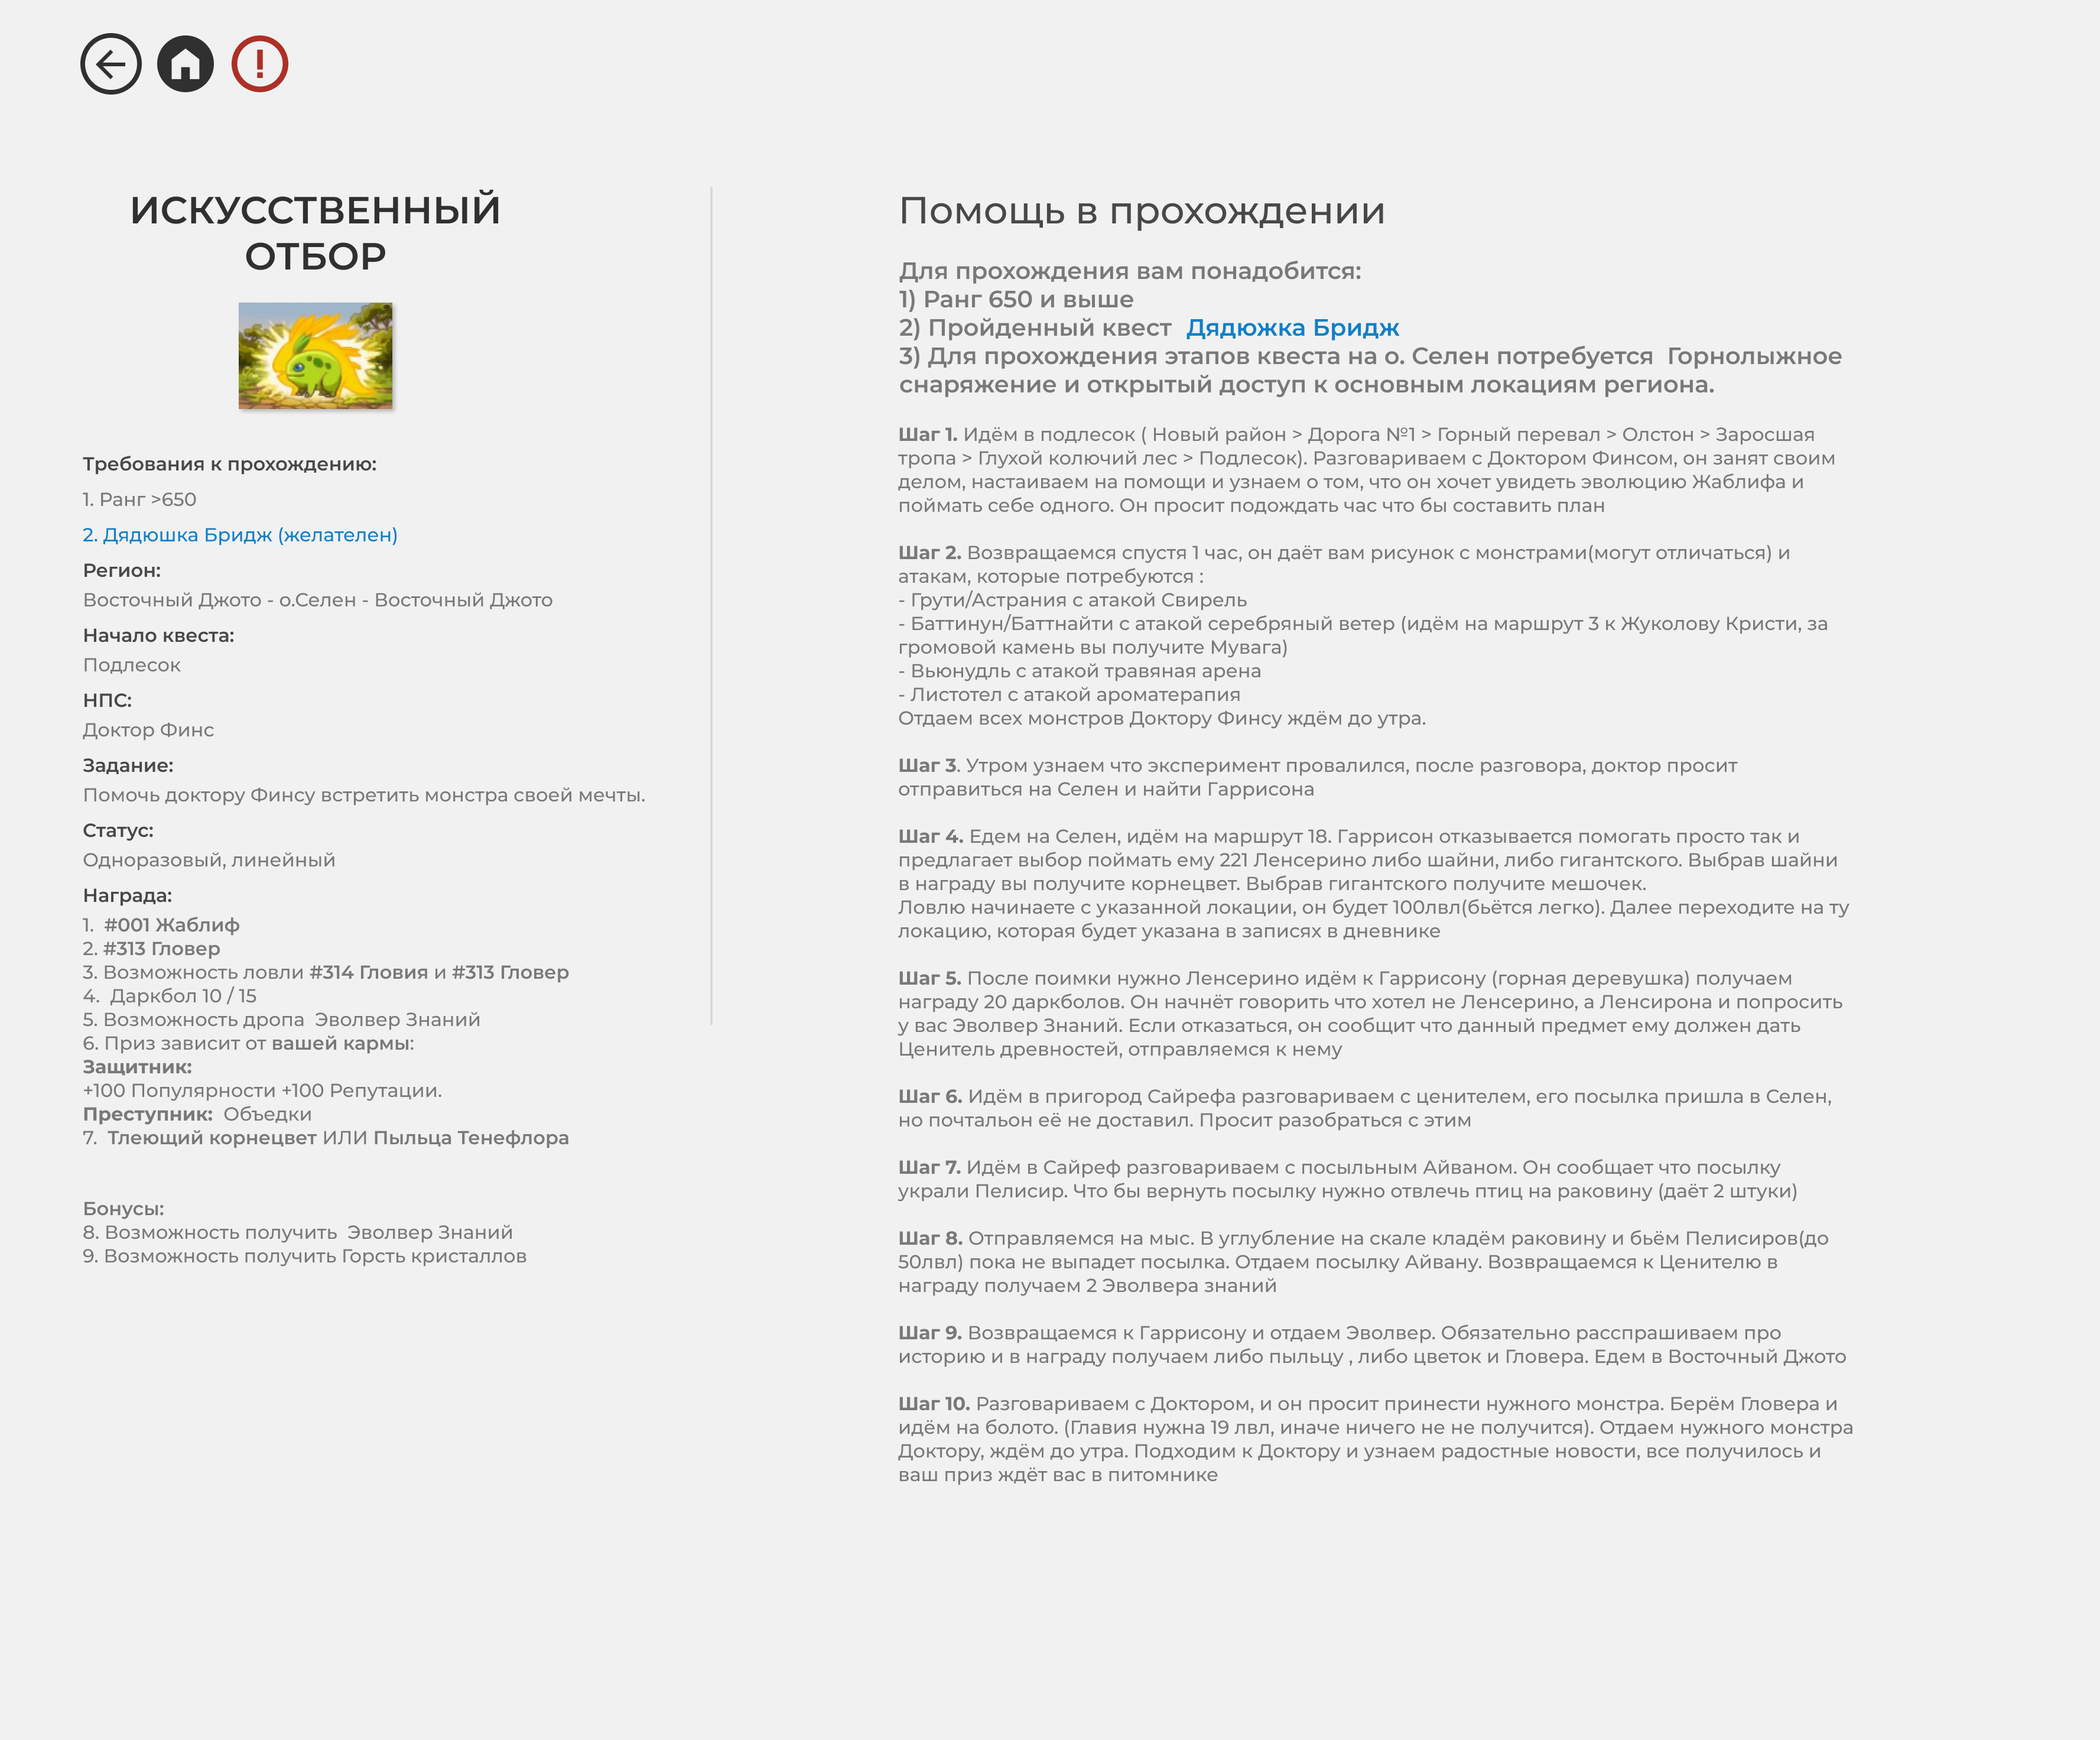 ИСКУССТВЕННЫЙ
ОТБОР
Требования к прохождению:
1. Ранг >650
2. Дядюшка Бридж (желателен)
Регион:
Восточный Джото - о.Селен - Восточный Джото
Начало квеста:
Подлесок
НПС:
Доктор Финс
Задание:
Помочь доктору Финсу встретить монстра своей мечты.
Статус:
Одноразовый, линейный
Награда:
1. #001 Жаблиф
2. #313 Гловер
3. Возможность ловли #314 Гловия и #313 Гловер
4. Даркбол 10 / 15
5. Возможность дропа Эволвер Знаний
6. Приз зависит от вашей кармы:
Защитник:
+100 Популярности +100 Репутации.
Преступник: Объедки
7. Тлеющий корнецвет ИЛИ Пыльца Тенефлора
Бонусы:
8. Возможность получить Эволвер Знаний
9. Возможность получить Горсть кристаллов
Помощь в прохождении
Для прохождения вам понадобится:
1) Ранг 650 и выше
2) Пройденный квест Дядюжка Бридж
3) Для прохождения этапов квеста на о. Селен потребуется Горнолыжное
снаряжение и открытый доступ к основным локациям региона.
Шаг 1. Идём в подлесок ( Новый район > Дорога №1 > Горный перевал > Олстон > Заросшая
тропа > Глухой колючий лес > Подлесок). Разговариваем с Доктором Финсом, он занят своим
делом, настаиваем на помощи и узнаем о том, что он хочет увидеть эволюцию Жаблифа и
поймать себе одного. Он просит подождать час что бы составить план
Шаг 2. Возвращаемся спустя 1 час, он даёт вам рисунок с монстрами(могут отличаться) и
атакам, которые потребуются :
- Грути/Астрания с атакой Свирель
- Баттинун/Баттнайти с атакой серебряный ветер (идём на маршрут 3 к Жуколову Кристи, за
громовой камень вы получите Мувага)
- Вьюнудль с атакой травяная арена
- Листотел с атакой ароматерапия
Отдаем всех монстров Доктору Финсу ждём до утра.
Шаг 3. Утром узнаем что эксперимент провалился, после разговора, доктор просит
отправиться на Селен и найти Гаррисона
Шаг 4. Едем на Селен, идём на маршрут 18. Гаррисон отказывается помогать просто так и
предлагает выбор поймать ему 221 Ленсерино либо шайни, либо гигантского. Выбрав шайни
в награду вы получите корнецвет. Выбрав гигантского получите мешочек.
Ловлю начинаете с указанной локации, он будет 100лвл(бьётся легко). Далее переходите на ту
локацию, которая будет указана в записях в дневнике
Шаг 5. После поимки нужно Ленсерино идём к Гаррисону (горная деревушка) получаем
награду 20 даркболов. Он начнёт говорить что хотел не Ленсерино, а Ленсирона и попросить
у вас Эволвер Знаний. Если отказаться, он сообщит что данный предмет ему должен дать
Ценитель древностей, отправляемся к нему
Шаг 6. Идём в пригород Сайрефа разговариваем с ценителем, его посылка пришла в Селен,
но почтальон её не доставил. Просит разобраться с этим
Шаг 7. Идём в Сайреф разговариваем с посыльным Айваном. Он сообщает что посылку
украли Пелисир. Что бы вернуть посылку нужно отвлечь птиц на раковину (даёт 2 штуки)
Шаг 8. Отправляемся на мыс. В углубление на скале кладём раковину и бьём Пелисиров(до
50лвл) пока не выпадет посылка. Отдаем посылку Айвану. Возвращаемся к Ценителю в
награду получаем 2 Эволвера знаний
Шаг 9. Возвращаемся к Гаррисону и отдаем Эволвер. Обязательно расспрашиваем про
историю и в награду получаем либо пыльцу , либо цветок и Гловера. Едем в Восточный Джото
Шаг 10. Разговариваем с Доктором, и он просит принести нужного монстра. Берём Гловера и
идём на болото. (Главия нужна 19 лвл, иначе ничего не не получится). Отдаем нужного монстра
Доктору, ждём до утра. Подходим к Доктору и узнаем радостные новости, все получилось и
ваш приз ждёт вас в питомнике